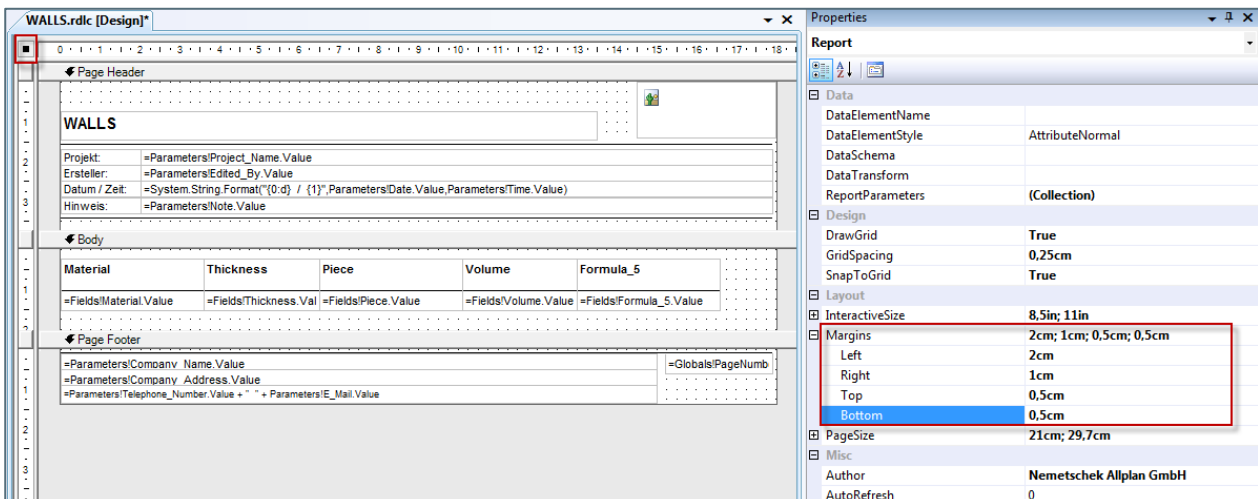 WALLS.rdlc [Design]*
0 · 1 · 2 · 3 · 4 · 5 · 6 · 7 · 8 · 9 · 10 · 11 · 12 · 13 · 14 · 15 · 16 · 17 · 18
Page Header
WALLS
Projekt: =Parameters!Project_Name.Value
Ersteller: =Parameters!Edited_By.Value
Datum / Zeit: =System.String.Format("{0:d} / {1}",Parameters!Date.Value,Parameters!Time.Value)
Hinweis: =Parameters!Note.Value
1
2
3
Body
Material Thickness Piece Volume Formula_5
=Fields!Material.Value =Fields!Thickness.Val =Fields!Piece.Value =Fields!Volume.Value =Fields!Formula_5.Value
1
Page Footer
=Parameters!Company_Name.Value =Globals!PageNumb
=Parameters!Company_Address.Value
=Parameters!Telephone_Number.Value + " " + Parameters!E_Mail.Value
1
2
3
Properties
Report
Data
DataElementName
DataElementStyle AttributeNormal
DataSchema
DataTransform
ReportParameters (Collection)
Design
DrawGrid True
GridSpacing 0,25cm
SnapToGrid True
Layout
InteractiveSize 8,5in; 11in
Margins 2cm; 1cm; 0,5cm; 0,5cm
Left 2cm
Right 1cm
Top 0,5cm
Bottom 0,5cm
PageSize 21cm; 29,7cm
Misc
Author Nemetschek Allplan GmbH
AutoRefresh 0